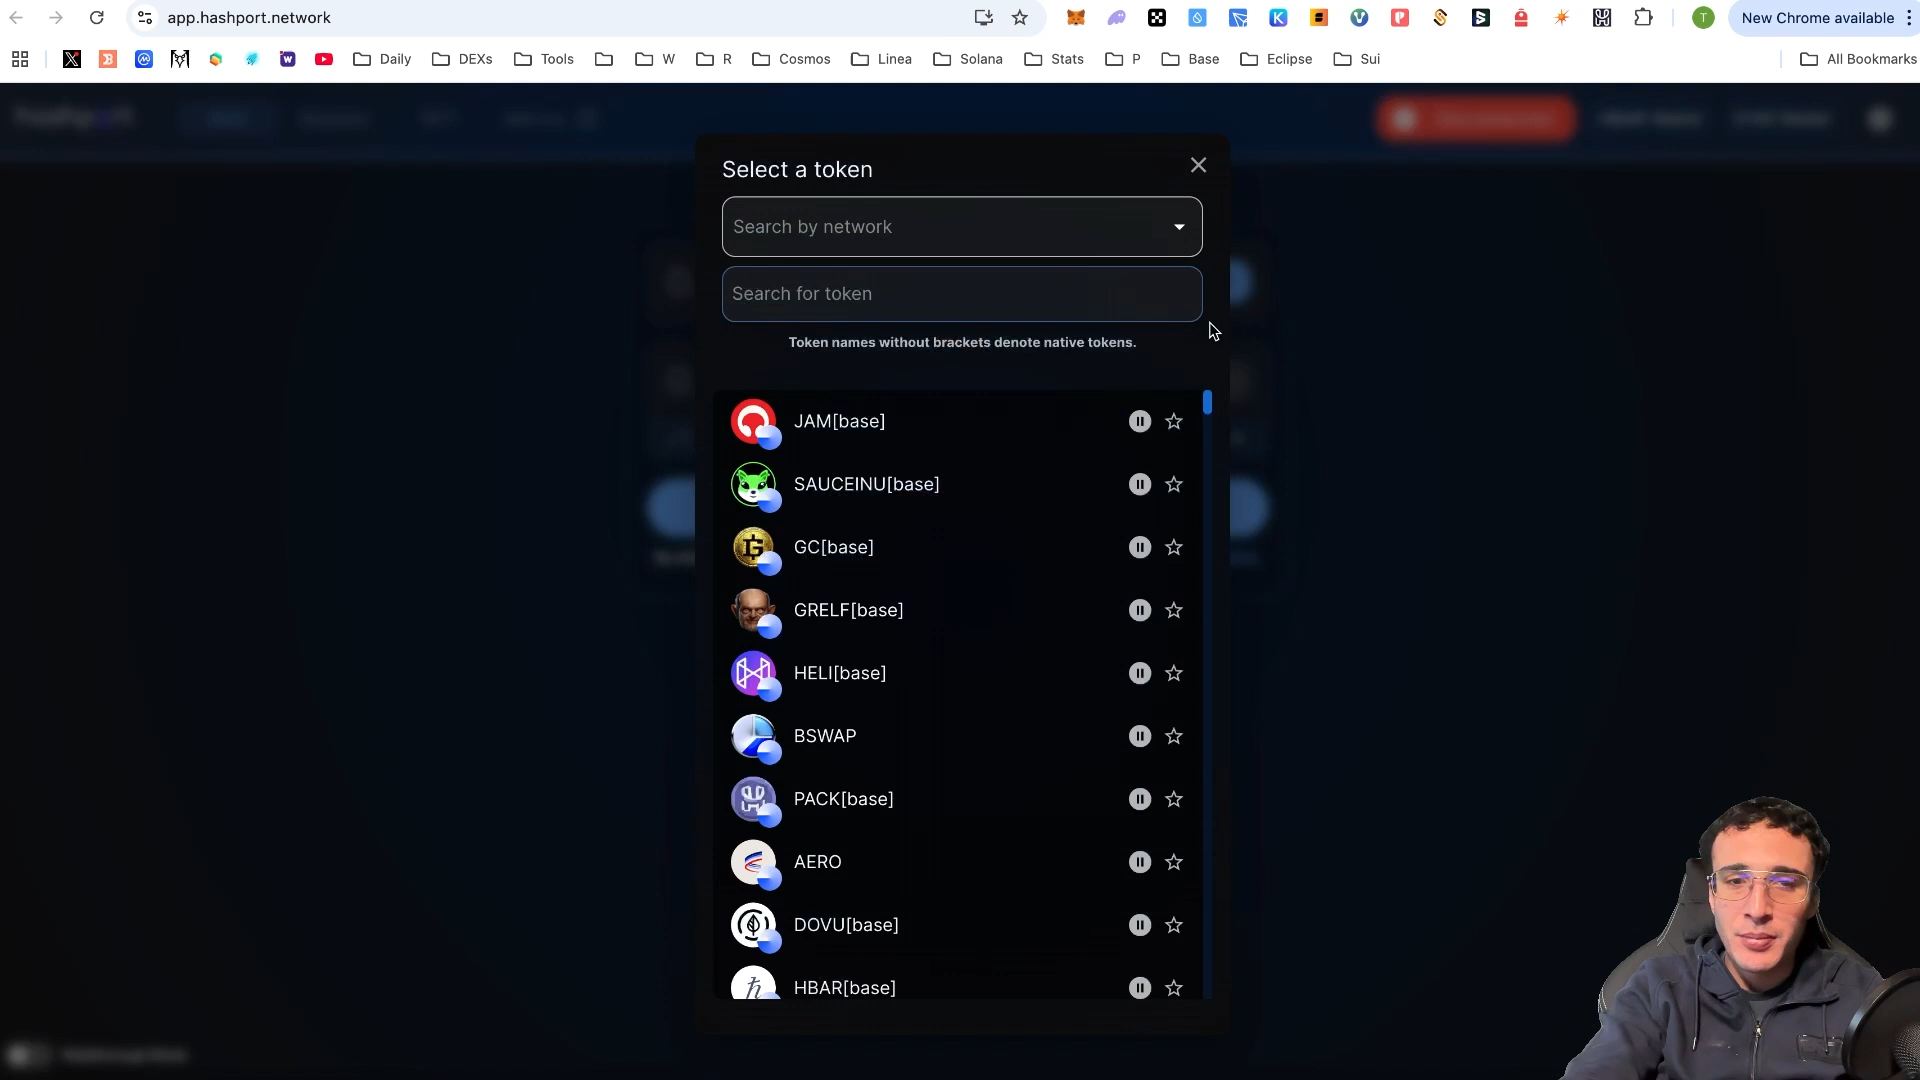 app.hashport.network
T
New Chrome available
Daily
DEXs
Tools
W
R
Cosmos
Linea
Solana
Stats
P
Base
Eclipse
Sui
All Bookmarks
Select a token
Search by network
Search for token
Token names without brackets denote native tokens.
JAM[base]
SAUCEINU[base]
GC[base]
GRELF[base]
HELI[base]
BSWAP
PACK[base]
AERO
DOVU[base]
HBAR[base]